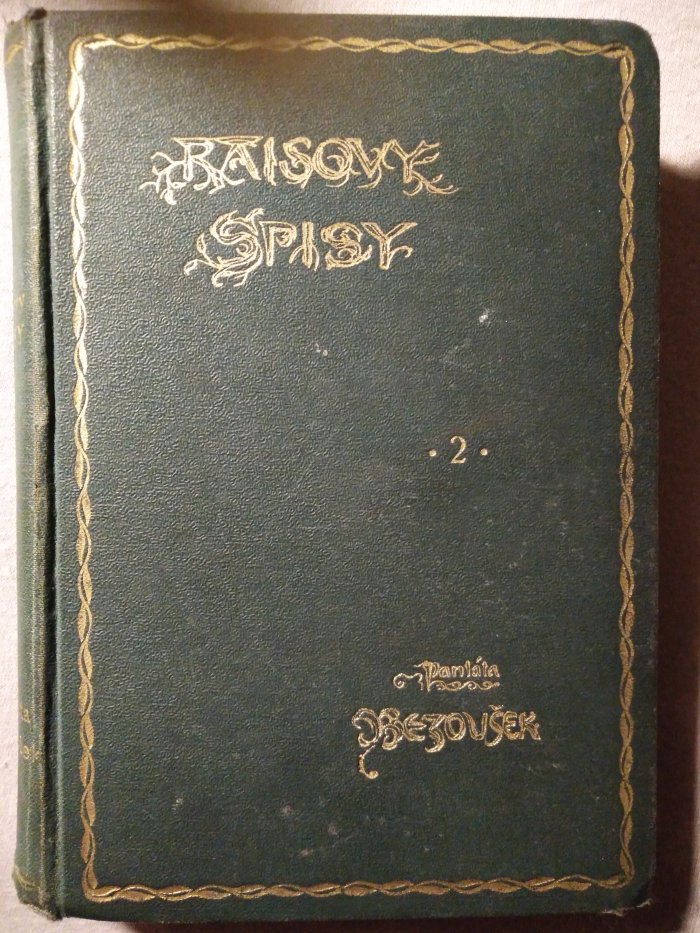 RAISOVY
SPISY
· 2 ·
Pantáta
BEZOUŠEK